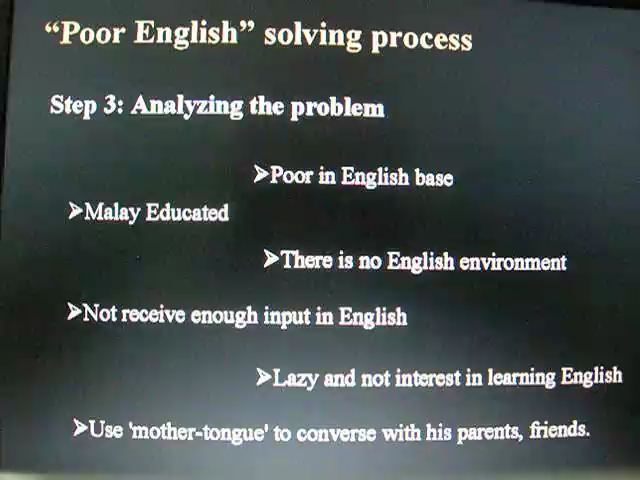 “Poor English” solving process
Step 3: Analyzing the problem
➢Poor in English base
➢Malay Educated
➢There is no English environment
➢Not receive enough input in English
➢Lazy and not interest in learning English
➢Use 'mother-tongue' to converse with his parents, friends.